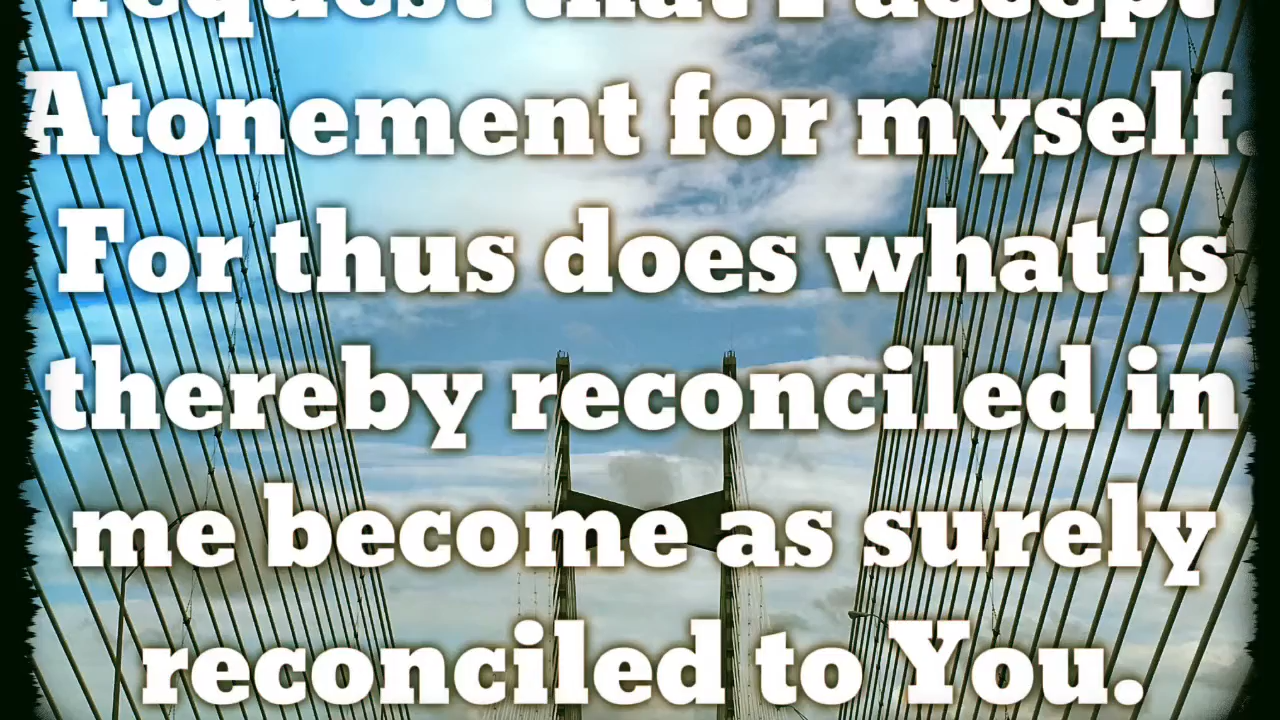 request that I accept
Atonement for myself.
For thus does what is
thereby reconciled in
me become as surely
reconciled to You.